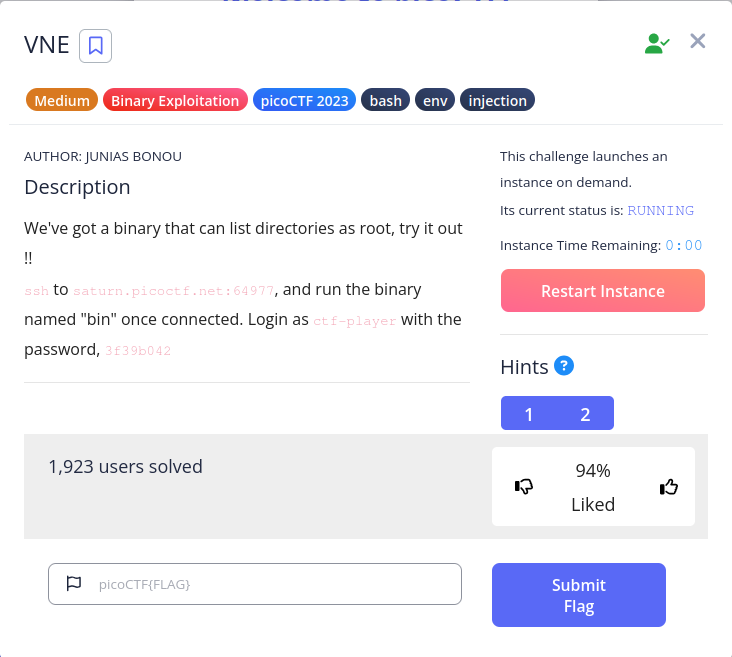 VNE
Medium Binary Exploitation picoCTF 2023 bash env injection
AUTHOR: JUNIAS BONOU
Description
We've got a binary that can list directories as root, try it out
!!
ssh to saturn.picoctf.net:64977, and run the binary
named "bin" once connected. Login as ctf-player with the
password, 3f39b042
This challenge launches an
instance on demand.
Its current status is: RUNNING
Instance Time Remaining: 0:00
Restart Instance
Hints ?
1 2
1,923 users solved
94%
Liked
picoCTF{FLAG}
Submit
Flag